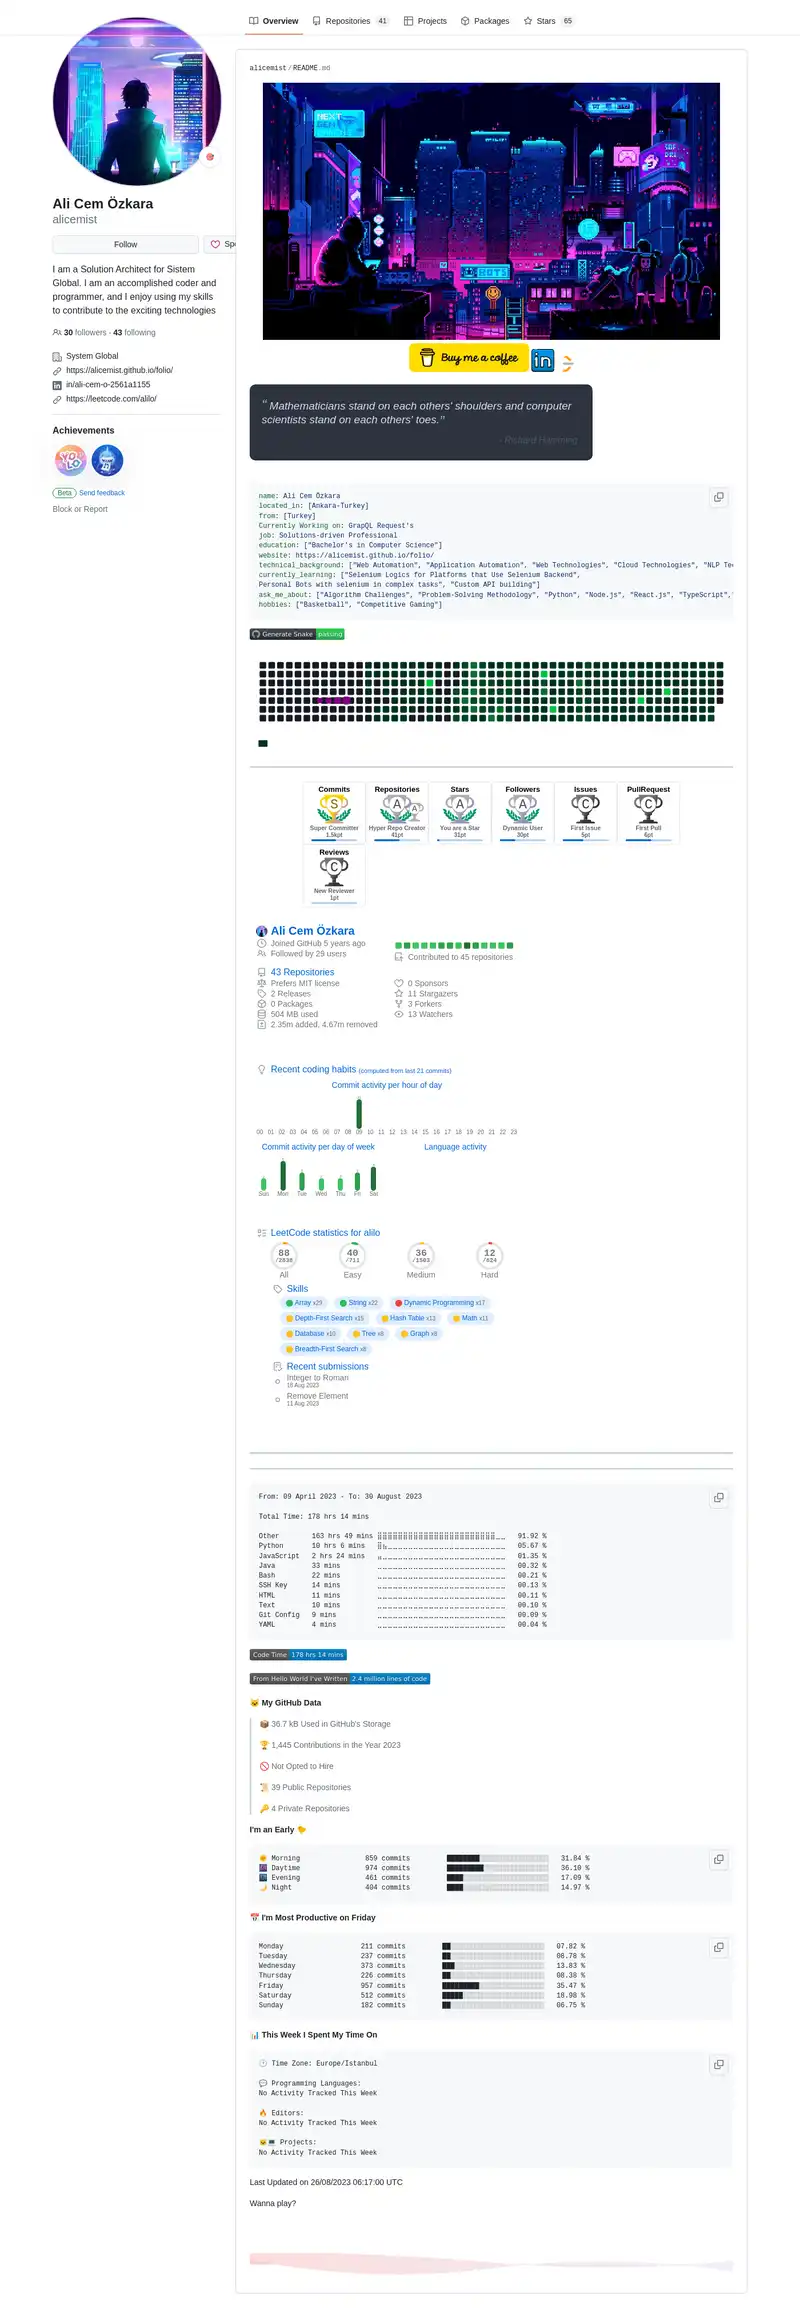 Overview
Repositories 41
Projects
Packages
Stars 65
alicemist/README.md
NEXT
HOTS
Buy me a coffee
in
Ali Cem Özkara
alicemist
Follow
I am a Solution Architect for Sistem
Global. I am an accomplished coder and
programmer, and I enjoy using my skills
to contribute to the exciting technologies
30 followers · 43 following
System Global
https://alicemist.github.io/folio/
in/ali-cem-o-2561a1155
https://leetcode.com/alilo/
Achievements
Beta Send feedback
Block or Report
“Mathematicians stand on each others' shoulders and computer
scientists stand on each others' toes.”
- Richard Hamming
name: Ali Cem Özkara
located_in: [Ankara-Turkey]
from: [Turkey]
Currently Working on: GrapQL Request's
job: Solutions-driven Professional
education: ["Bachelor's in Computer Science"]
website: https://alicemist.github.io/folio/
technical_background: ["Web Automation", "Application Automation", "Web Technologies", "Cloud Technologies", "NLP Te
currently_learning: ["Selenium Logics for Platforms that Use Selenium Backend",
Personal Bots with selenium in complex tasks", "Custom API building"]
ask_me_about: ["Algorithm Challenges", "Problem-Solving Methodology", "Python", "Node.js", "React.js", "TypeScript",
hobbies: ["Basketball", "Competitive Gaming"]
Generate Snake passing
Commits
S
Super Committer
1.5kpt
Repositories
A
Hyper Repo Creator
41pt
Stars
A
You are a Star
31pt
Followers
A
Dynamic User
30pt
Issues
C
First Issue
5pt
PullRequest
C
First Pull
6pt
Reviews
C
New Reviewer
1pt
Ali Cem Özkara
Joined GitHub 5 years ago
Followed by 29 users
Contributed to 45 repositories
43 Repositories
Prefers MIT license
2 Releases
0 Packages
504 MB used
2.35m added, 4.67m removed
0 Sponsors
11 Stargazers
3 Forkers
13 Watchers
Recent coding habits (computed from last 21 commits)
Commit activity per hour of day
00 01 02 03 04 05 06 07 08 09 10 11 12 13 14 15 16 17 18 19 20 21 22 23
Commit activity per day of week
Language activity
Sun Mon Tue Wed Thu Fri Sat
LeetCode statistics for alilo
88 /2838
40 /711
36 /1503
12 /624
All
Easy
Medium
Hard
Skills
Array x29
String x22
Dynamic Programming x17
Depth-First Search x15
Hash Table x13
Math x11
Database x10
Tree x8
Graph x8
Breadth-First Search x8
Recent submissions
Integer to Roman
18 Aug 2023
Remove Element
11 Aug 2023
From: 09 April 2023 - To: 30 August 2023
Total Time: 178 hrs 14 mins
Other 163 hrs 49 mins 91.92 %
Python 10 hrs 6 mins 05.67 %
JavaScript 2 hrs 24 mins 01.35 %
Java 33 mins 00.32 %
Bash 22 mins 00.21 %
SSH Key 14 mins 00.13 %
HTML 11 mins 00.11 %
Text 10 mins 00.10 %
Git Config 9 mins 00.09 %
YAML 4 mins 00.04 %
Code Time 178 hrs 14 mins
From Hello World I've Written 2.4 million lines of code
🐱 My GitHub Data
📦 36.7 kB Used in GitHub's Storage
🏆 1,445 Contributions in the Year 2023
🚫 Not Opted to Hire
📜 39 Public Repositories
🔑 4 Private Repositories
I'm an Early 🐤
🌞 Morning 859 commits 31.84 %
🌆 Daytime 974 commits 36.10 %
🌃 Evening 461 commits 17.09 %
🌙 Night 404 commits 14.97 %
📅 I'm Most Productive on Friday
Monday 211 commits 07.82 %
Tuesday 237 commits 08.78 %
Wednesday 373 commits 13.83 %
Thursday 226 commits 08.38 %
Friday 957 commits 35.47 %
Saturday 512 commits 18.98 %
Sunday 182 commits 06.75 %
📊 This Week I Spent My Time On
🕑 Time Zone: Europe/Istanbul
💬 Programming Languages:
No Activity Tracked This Week
🔥 Editors:
No Activity Tracked This Week
🐱💻 Projects:
No Activity Tracked This Week
Last Updated on 26/08/2023 06:17:00 UTC
Wanna play?